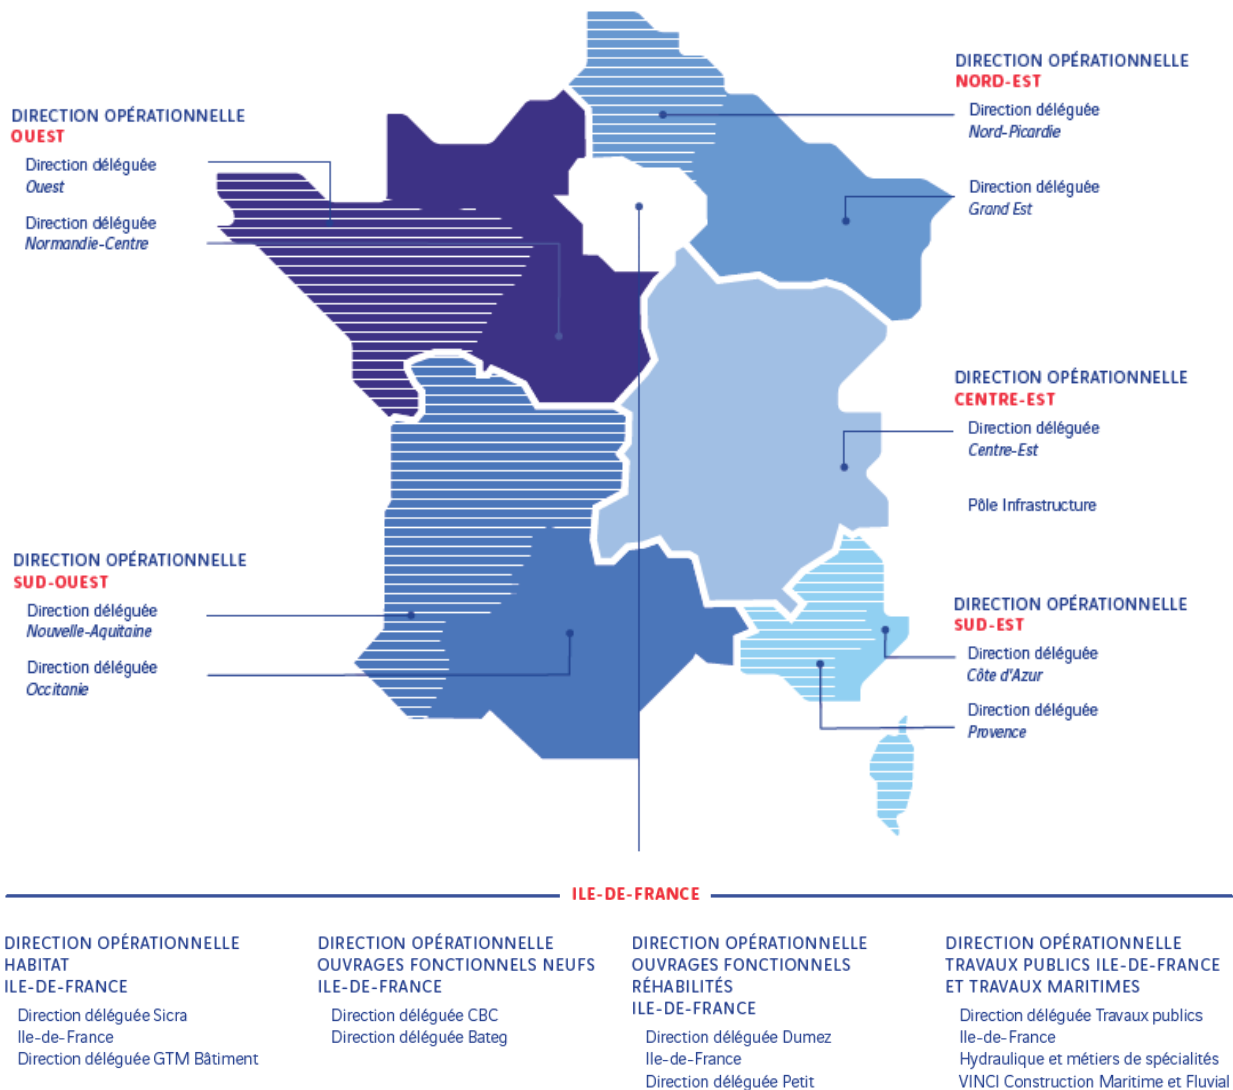 DIRECTION OPÉRATIONNELLE
OUEST
Direction déléguée
Ouest
Direction déléguée
Normandie-Centre
DIRECTION OPÉRATIONNELLE
SUD-OUEST
Direction déléguée
Nouvelle-Aquitaine
Direction déléguée
Occitanie
DIRECTION OPÉRATIONNELLE
NORD-EST
Direction déléguée
Nord-Picardie
Direction déléguée
Grand Est
DIRECTION OPÉRATIONNELLE
CENTRE-EST
Direction déléguée
Centre-Est
Pôle Infrastructure
DIRECTION OPÉRATIONNELLE
SUD-EST
Direction déléguée
Côte d'Azur
Direction déléguée
Provence
ILE-DE-FRANCE
DIRECTION OPÉRATIONNELLE
HABITAT
ILE-DE-FRANCE
Direction déléguée Sicra
Ile-de-France
Direction déléguée GTM Bâtiment
DIRECTION OPÉRATIONNELLE
OUVRAGES FONCTIONNELS NEUFS
ILE-DE-FRANCE
Direction déléguée CBC
Direction déléguée Bateg
DIRECTION OPÉRATIONNELLE
OUVRAGES FONCTIONNELS
RÉHABILITÉS
ILE-DE-FRANCE
Direction déléguée Dumez
Ile-de-France
Direction déléguée Petit
DIRECTION OPÉRATIONNELLE
TRAVAUX PUBLICS ILE-DE-FRANCE
ET TRAVAUX MARITIMES
Direction déléguée Travaux publics
Ile-de-France
Hydraulique et métiers de spécialités
VINCI Construction Maritime et Fluvial